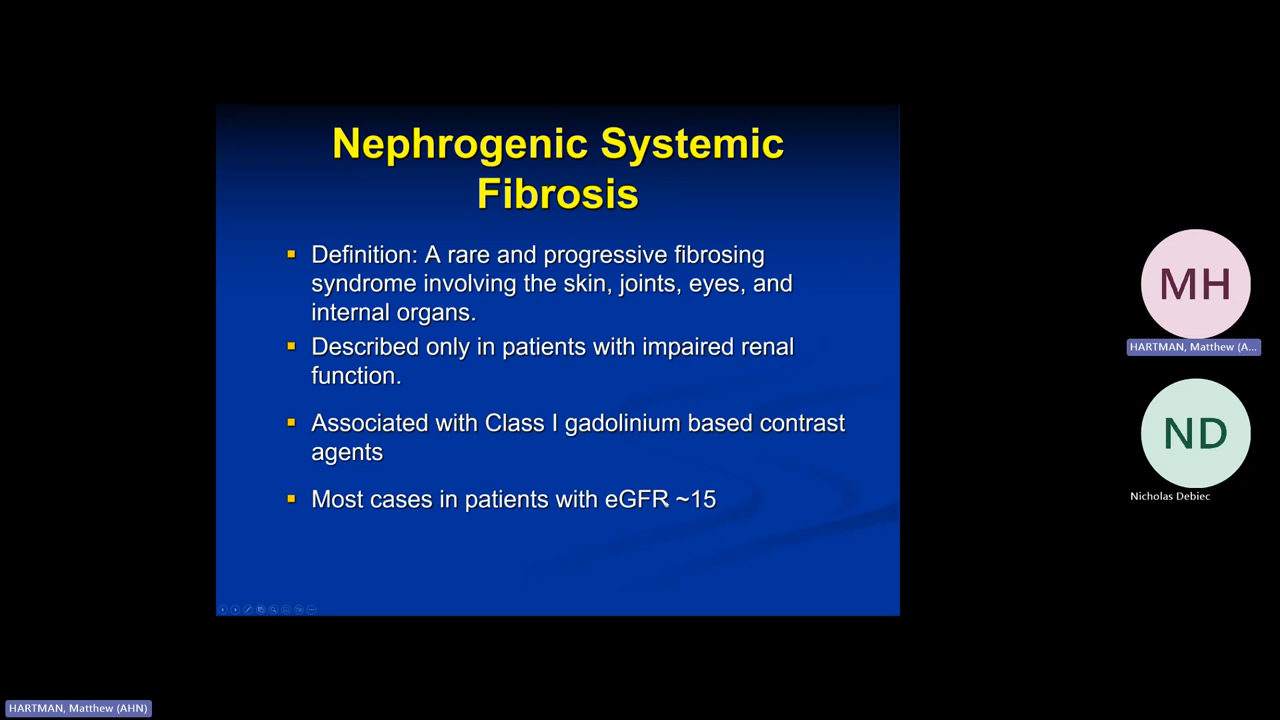 Nephrogenic Systemic
Fibrosis
▪ Definition: A rare and progressive fibrosing
syndrome involving the skin, joints, eyes, and
internal organs.
▪ Described only in patients with impaired renal
function.
▪ Associated with Class I gadolinium based contrast
agents
▪ Most cases in patients with eGFR ~15
MH
HARTMAN, Matthew (A...
ND
Nicholas Debiec
HARTMAN, Matthew (AHN)